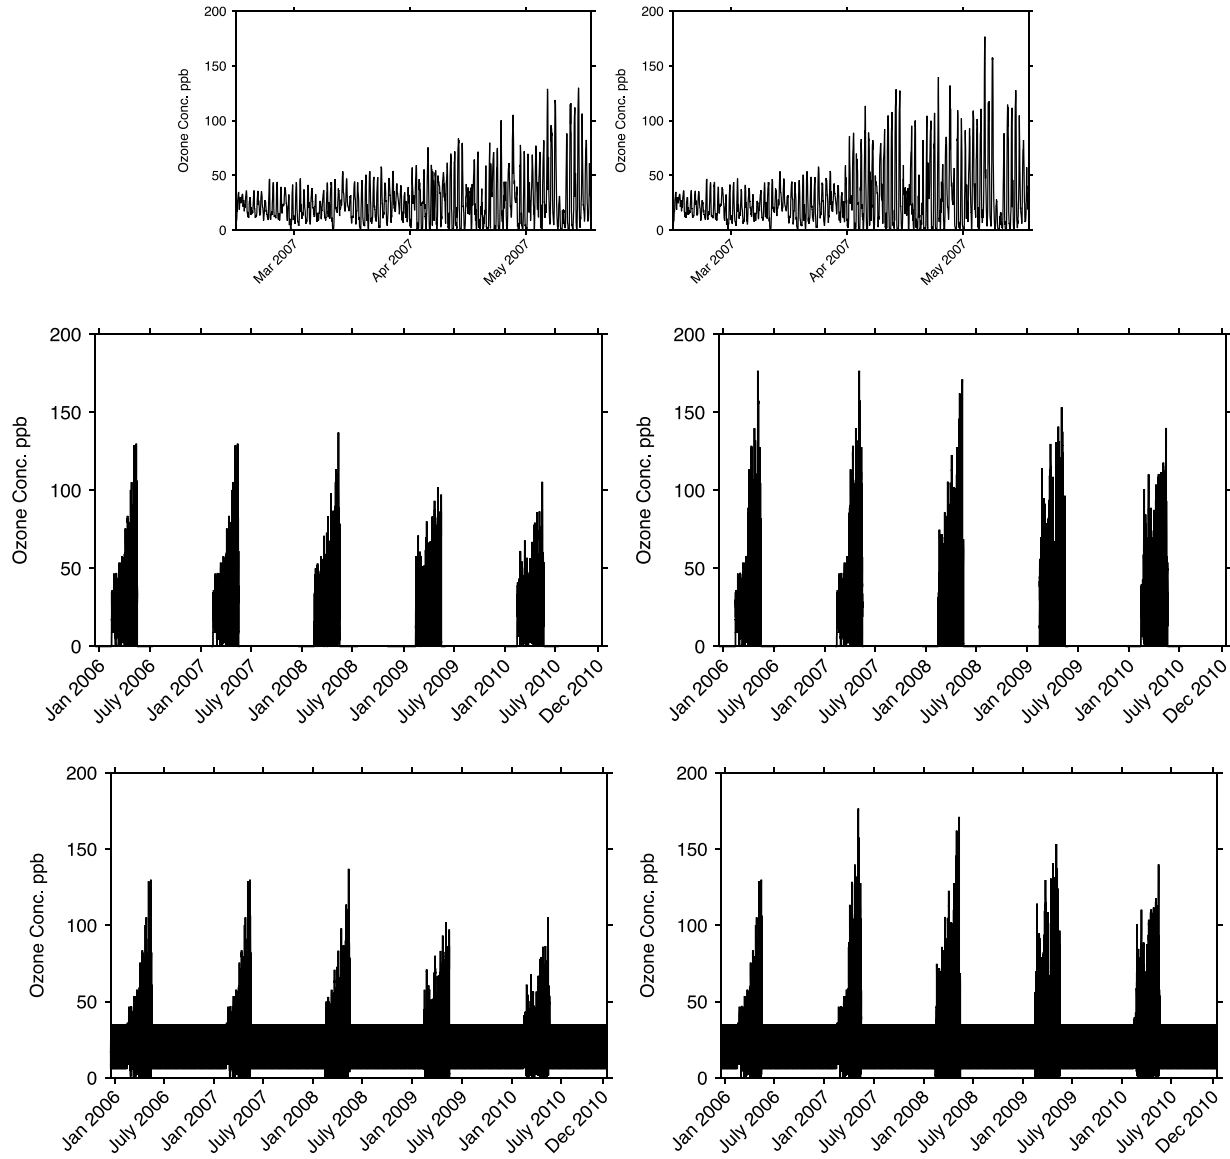 200
150
100
50
0
Ozone Conc. ppb
Mar 2007
Apr 2007
May 2007
200
150
100
50
0
Ozone Conc. ppb
Mar 2007
Apr 2007
May 2007
200
150
100
50
0
Ozone Conc. ppb
Jan 2006
July 2006
Jan 2007
July 2007
Jan 2008
July 2008
Jan 2009
July 2009
Jan 2010
July 2010
Dec 2010
200
150
100
50
0
Ozone Conc. ppb
Jan 2006
July 2006
Jan 2007
July 2007
Jan 2008
July 2008
Jan 2009
July 2009
Jan 2010
July 2010
Dec 2010
200
150
100
50
0
Ozone Conc. ppb
Jan 2006
July 2006
Jan 2007
July 2007
Jan 2008
July 2008
Jan 2009
July 2009
Jan 2010
July 2010
Dec 2010
200
150
100
50
0
Ozone Conc. ppb
Jan 2006
July 2006
Jan 2007
July 2007
Jan 2008
July 2008
Jan 2009
July 2009
Jan 2010
July 2010
Dec 2010